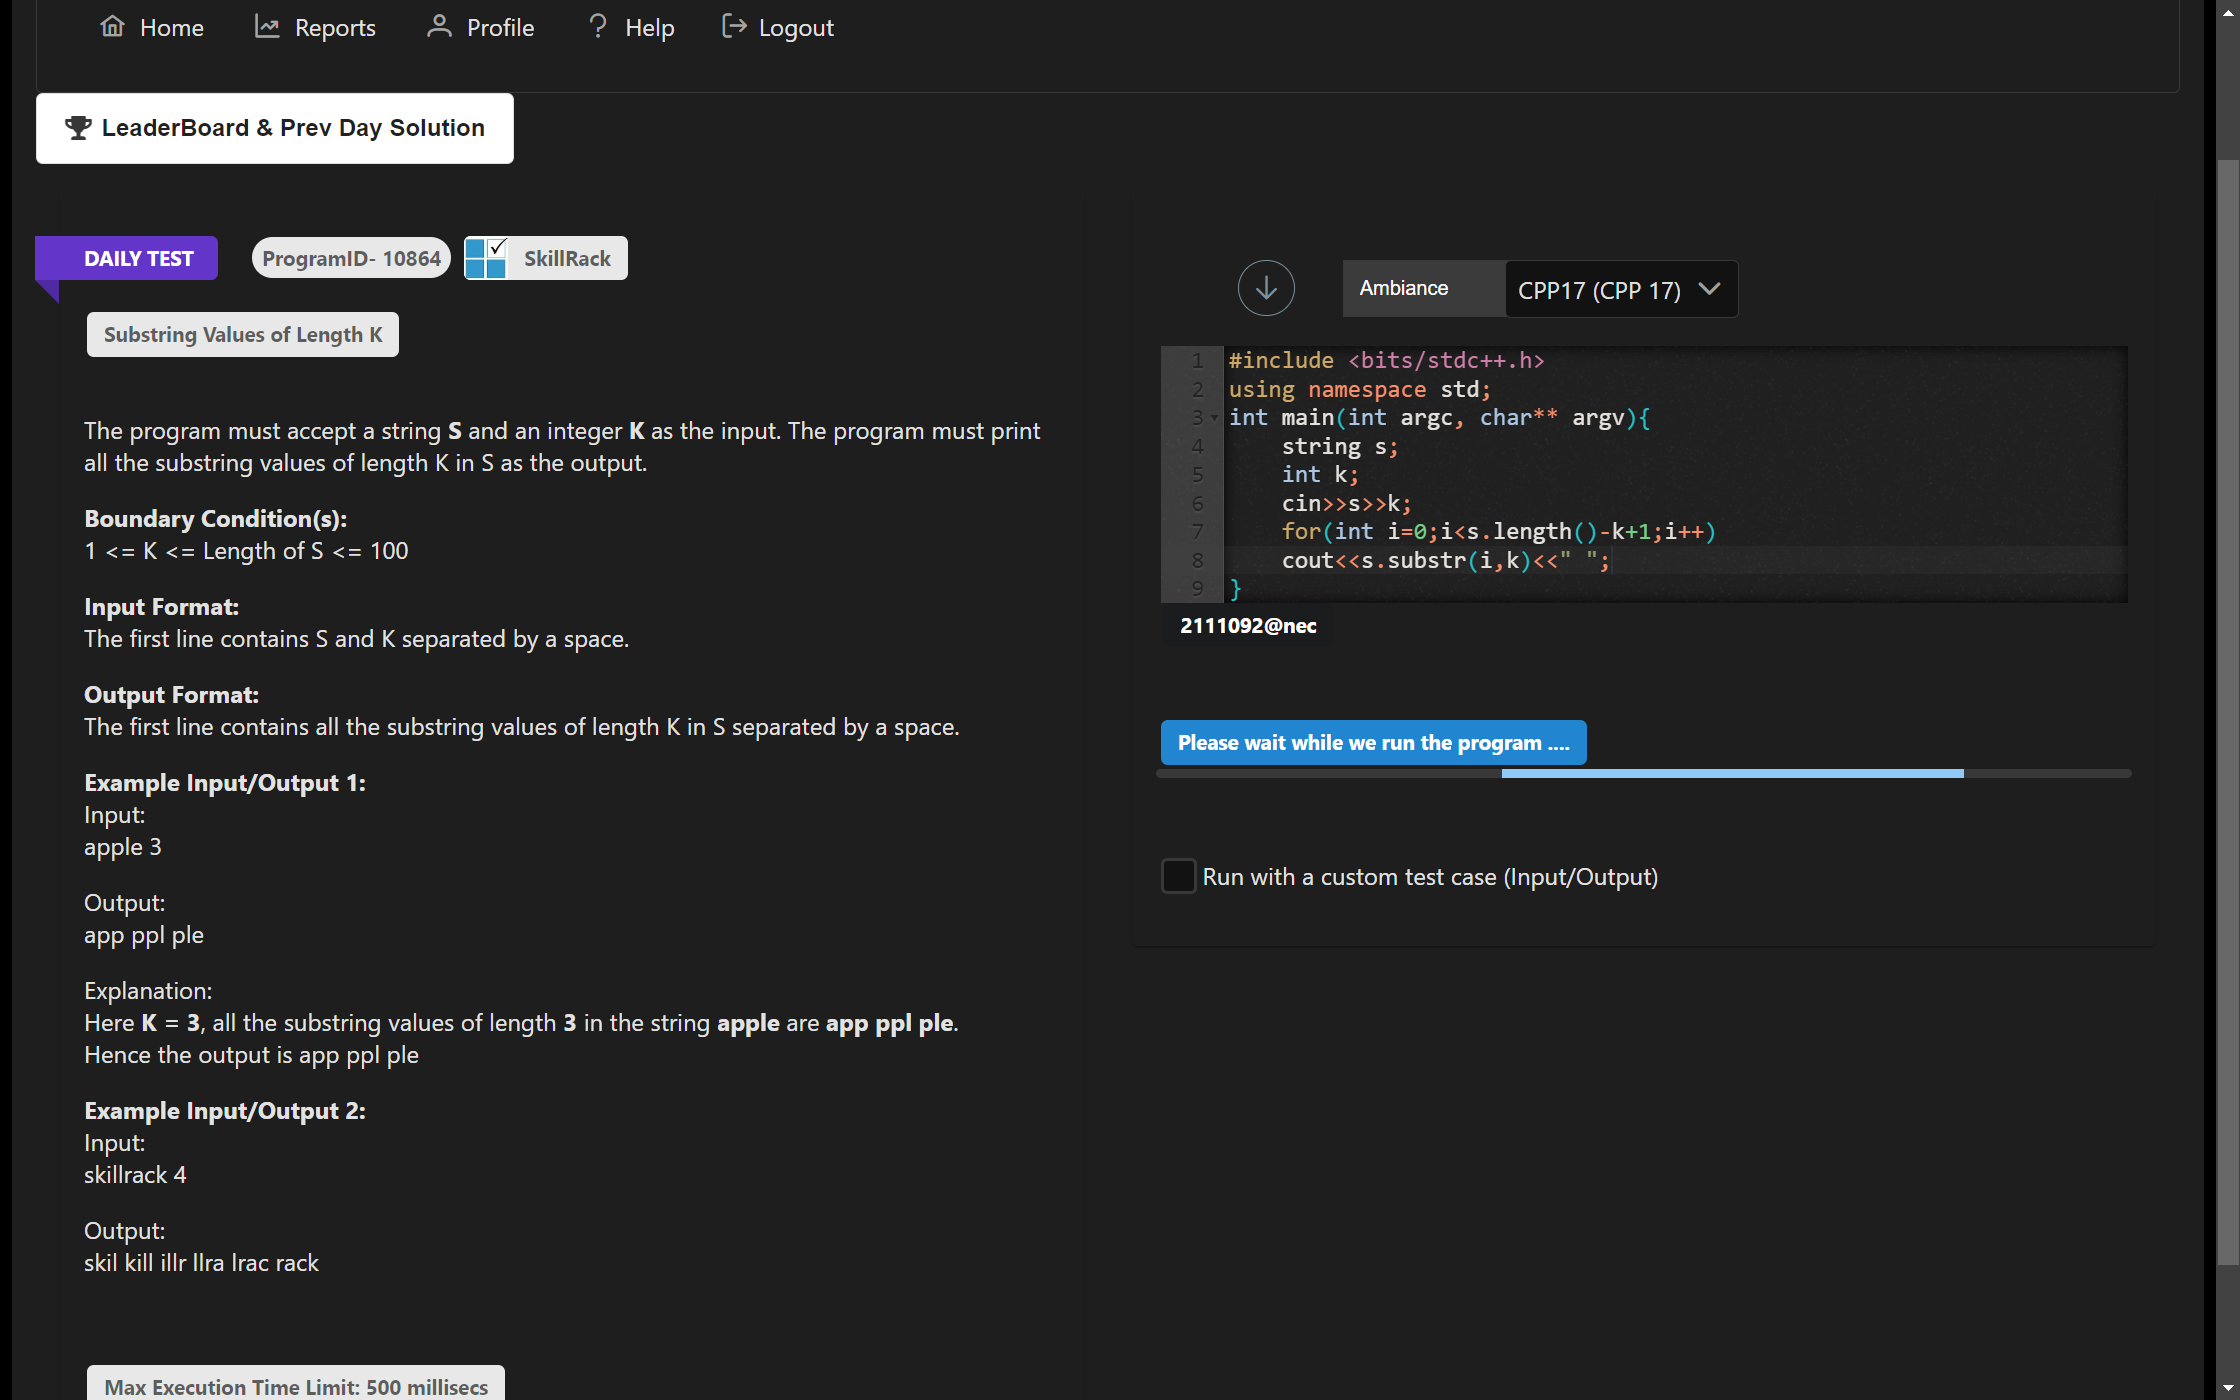 Home Reports Profile Help Logout
LeaderBoard & Prev Day Solution
DAILY TEST ProgramID- 10864 SkillRack
Substring Values of Length K
The program must accept a string S and an integer K as the input. The program must print
all the substring values of length K in S as the output.
Boundary Condition(s):
1 <= K <= Length of S <= 100
Input Format:
The first line contains S and K separated by a space.
Output Format:
The first line contains all the substring values of length K in S separated by a space.
Example Input/Output 1:
Input:
apple 3
Output:
app ppl ple
Explanation:
Here K = 3, all the substring values of length 3 in the string apple are app ppl ple.
Hence the output is app ppl ple
Example Input/Output 2:
Input:
skillrack 4
Output:
skil kill illr llra lrac rack
Max Execution Time Limit: 500 millisecs
Ambiance CPP17 (CPP 17)
1 #include <bits/stdc++.h>
2 using namespace std;
3 int main(int argc, char** argv){
4     string s;
5     int k;
6     cin>>s>>k;
7     for(int i=0;i<s.length()-k+1;i++)
8     cout<<s.substr(i,k)<<" ";
9 }
2111092@nec
Please wait while we run the program ....
Run with a custom test case (Input/Output)